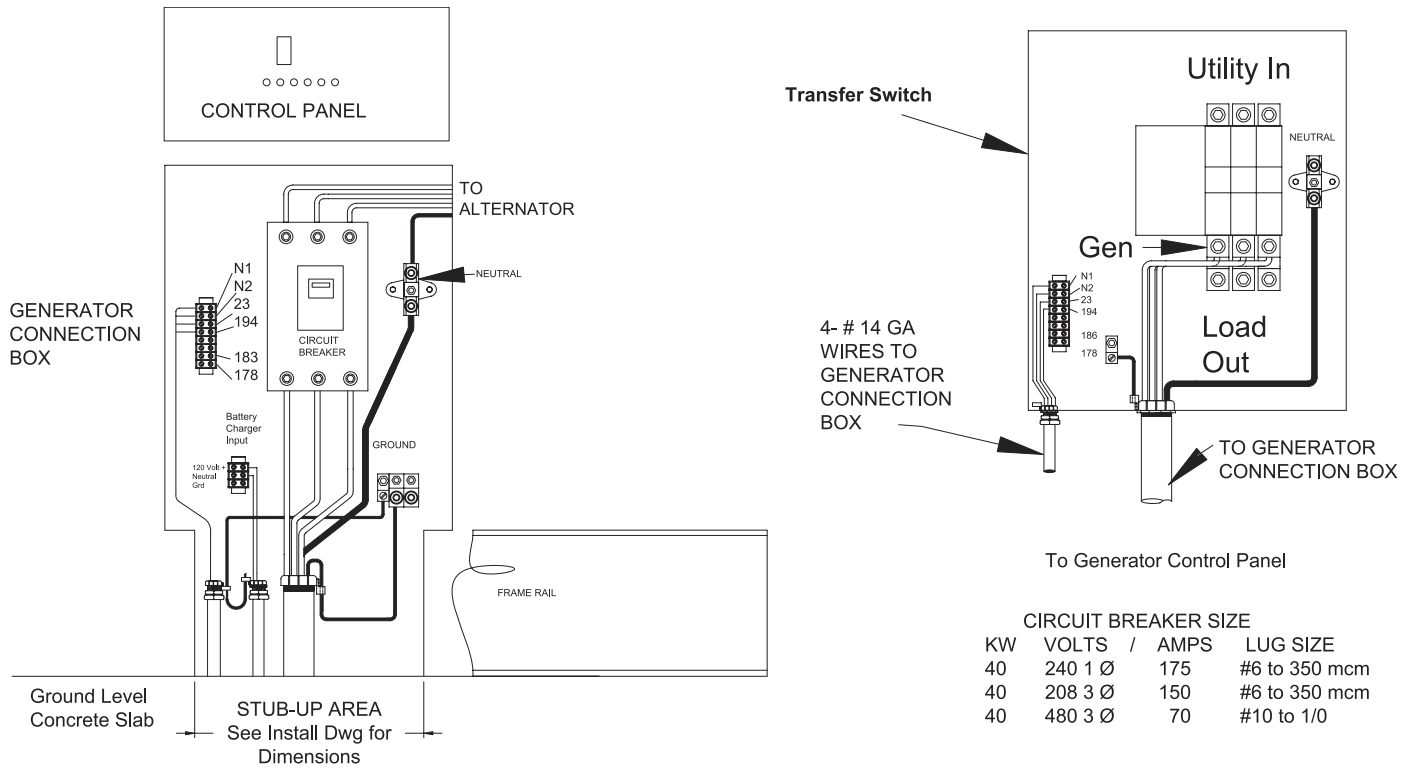 CONTROL PANEL
TO
ALTERNATOR
NEUTRAL
N1
N2
23
194
183
178
GENERATOR
CONNECTION
BOX
CIRCUIT
BREAKER
Battery
Charger
Input
120 Volt +
Neutral
Grd
GROUND
FRAME RAIL
Ground Level
Concrete Slab
STUB-UP AREA
See Install Dwg for
Dimensions
Transfer Switch
Utility In
NEUTRAL
Gen
N1
N2
23
194
186
178
Load
Out
4- # 14 GA
WIRES TO
GENERATOR
CONNECTION
BOX
TO GENERATOR
CONNECTION BOX
To Generator Control Panel
CIRCUIT BREAKER SIZE
KW VOLTS / AMPS LUG SIZE
40 240 1 Ø 175 #6 to 350 mcm
40 208 3 Ø 150 #6 to 350 mcm
40 480 3 Ø 70 #10 to 1/0